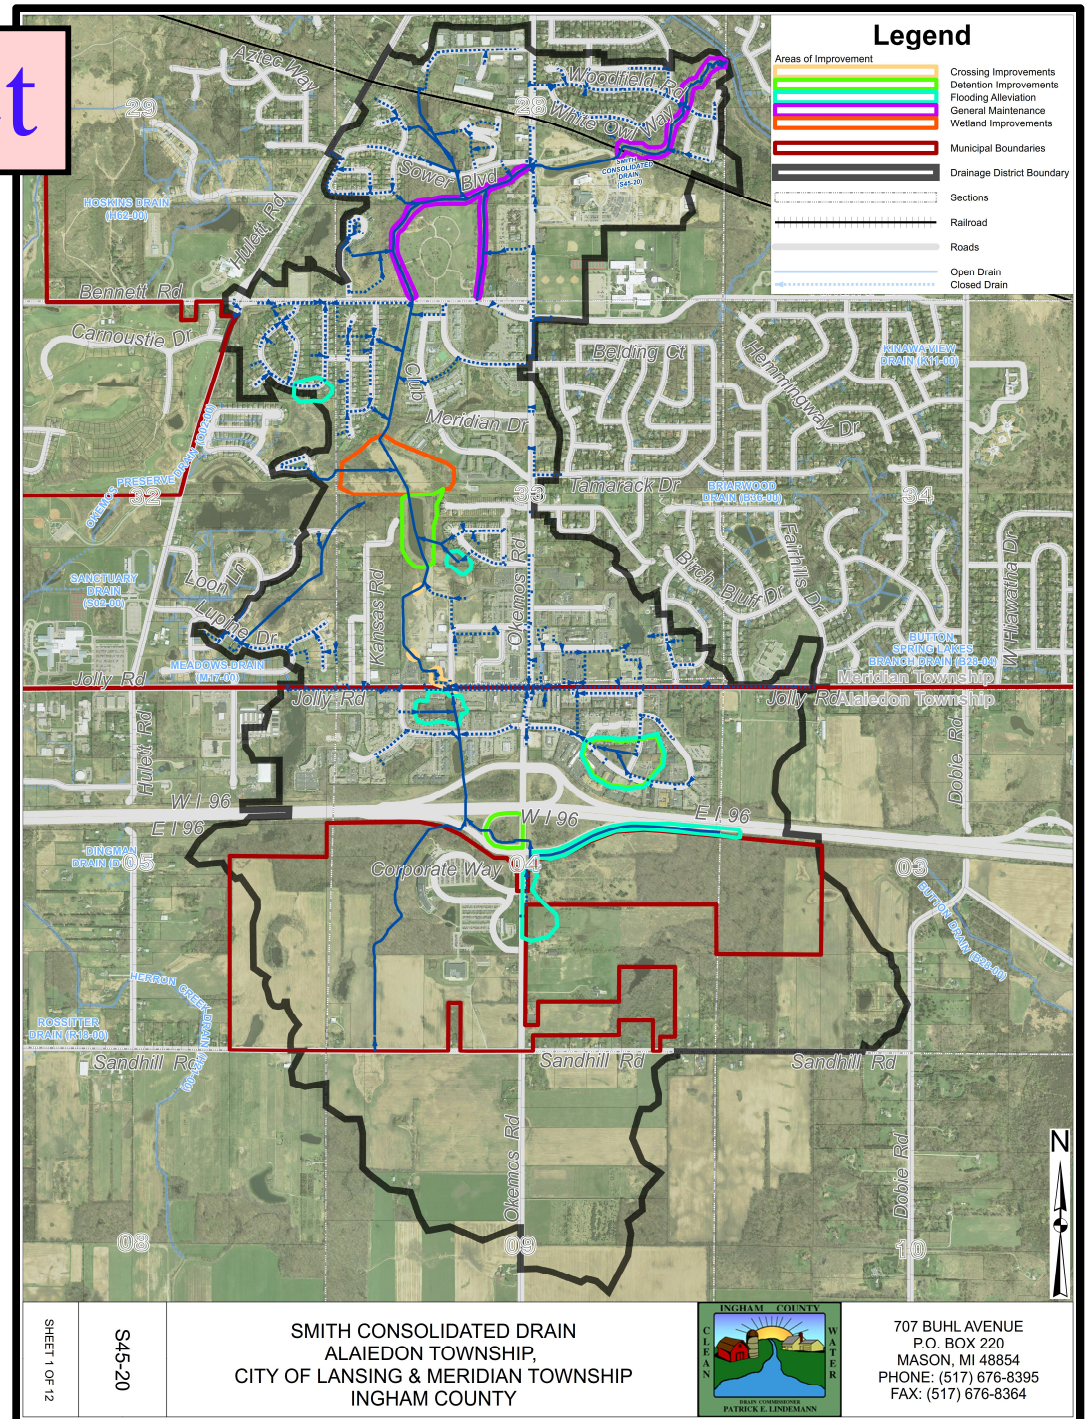 t
Legend
Areas of Improvement
Crossing Improvements
Detention Improvements
Flooding Alleviation
General Maintenance
Wetland Improvements
Municipal Boundaries
Drainage District Boundary
Sections
Railroad
Roads
Open Drain
Closed Drain
Aztec Way
Woodfield Rd
29
28
White Owl Way
SMITH
CONSOLIDATED
DRAIN
(S45-20)
Sower Blvd
HOSKINS DRAIN
(H62-00)
Hulett Rd
Bennett Rd
Carnoustie Dr
Club
Belding Ct
Hemmingway Dr
KINAWA VIEW
DRAIN (K11-00)
Meridian Dr
OKEMOS PRESERVE DRAIN (O02-00)
32
33
34
Tamarack Dr
BRIARWOOD
DRAIN (B36-00)
Loon Ln
Kansas Rd
Okemos Rd
Birch Bluff Dr
Fairhills Dr
W Hiawatha Dr
SANCTUARY
DRAIN
(S03-00)
Lupine Dr
MEADOWS DRAIN
(M17-00)
BUTTON
SPRING LAKES
BRANCH DRAIN (B28-04)
Meridian Township
Jolly Rd
Jolly Rd
Jolly Rd
Alaiedon Township
Hulett Rd
Dobie Rd
W I 96
E I 96
W I 96
E I 96
DINGMAN
05
Corporate Way
04
03
BUTTON DRAIN (B28-00)
HERRON CREEK DRAIN (H21-00)
ROSSITTER
DRAIN (R18-00)
Sandhill Rd
Sandhill Rd
Sandhill Rd
Okemos Rd
Dobie Rd
N
08
09
10
SHEET 1 OF 12
S45-20
SMITH CONSOLIDATED DRAIN
ALAIEDON TOWNSHIP,
CITY OF LANSING & MERIDIAN TOWNSHIP
INGHAM COUNTY
INGHAM COUNTY
CLEAN
WATER
DRAIN COMMISSIONER
PATRICK E. LINDEMANN
707 BUHL AVENUE
P.O. BOX 220
MASON, MI 48854
PHONE: (517) 676-8395
FAX: (517) 676-8364